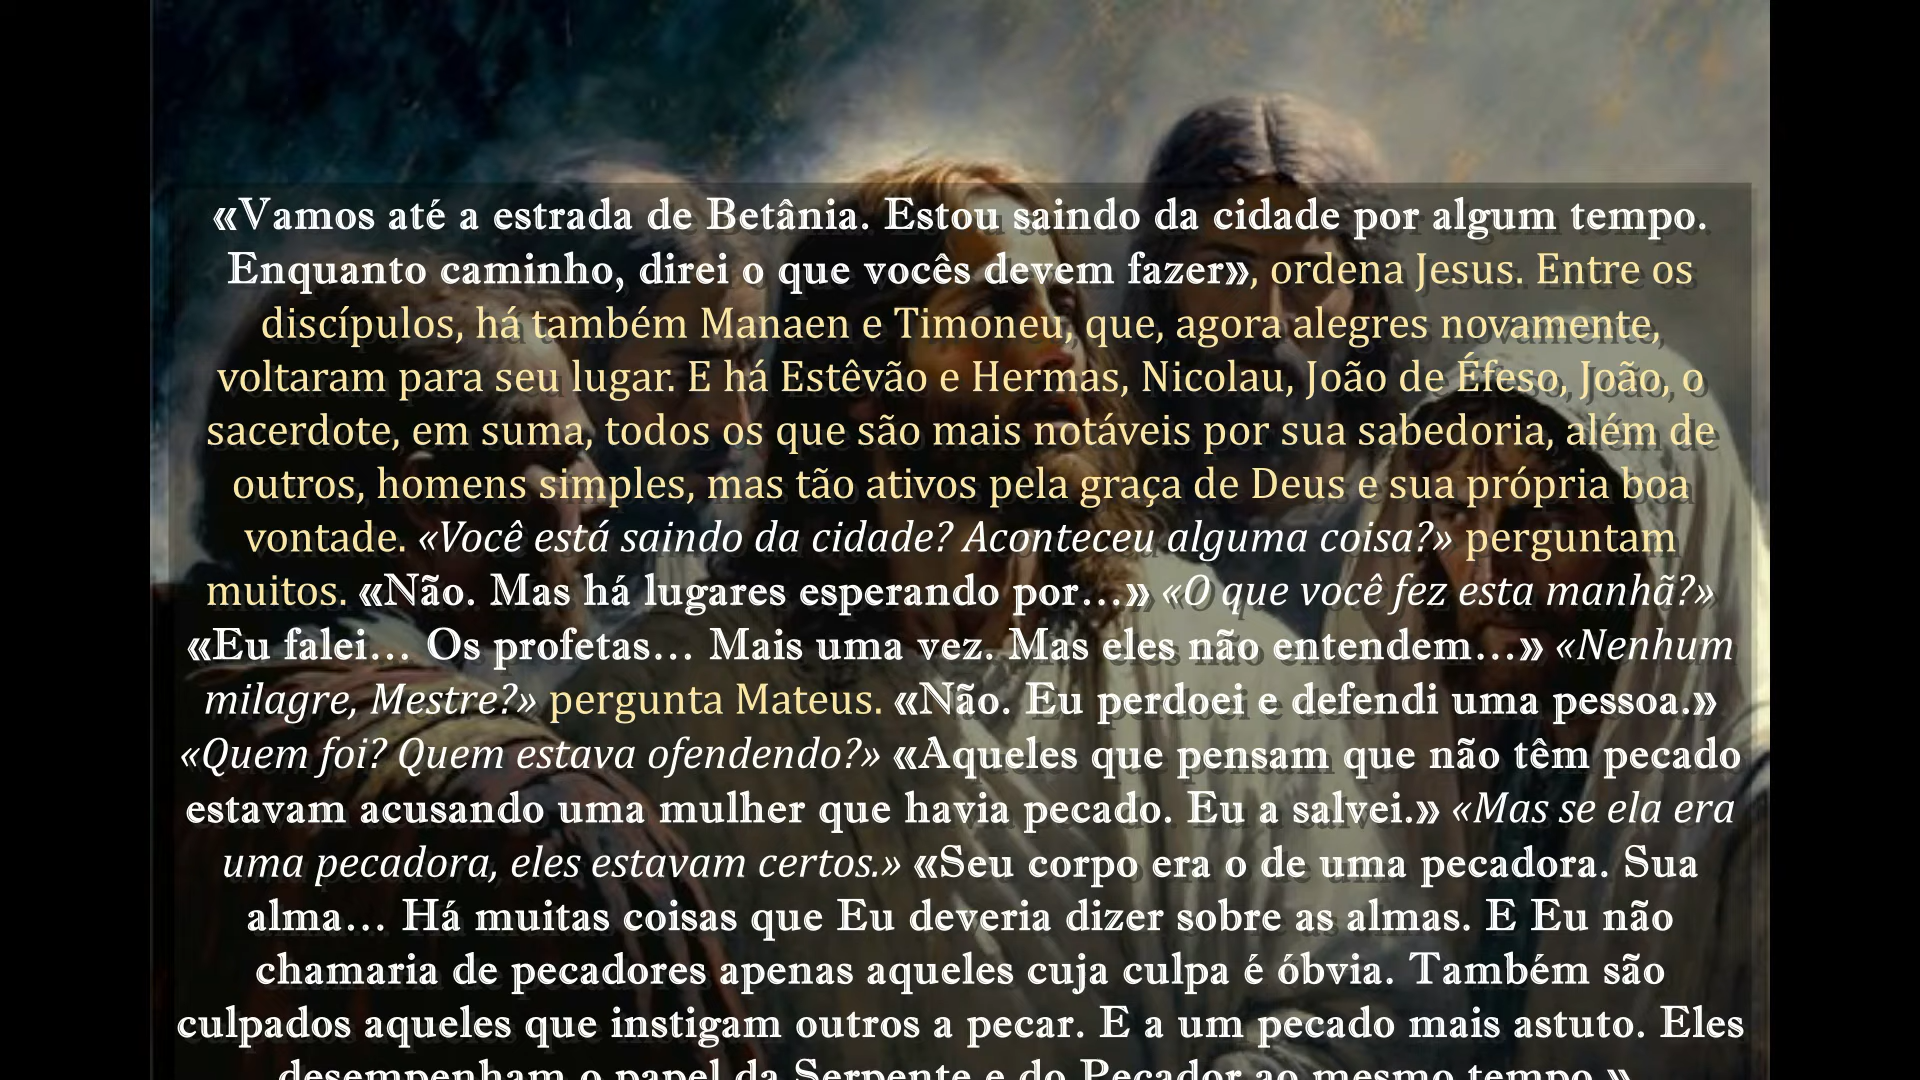 «Vamos até a estrada de Betânia. Estou saindo da cidade por algum tempo.
Enquanto caminho, direi o que vocês devem fazer», ordena Jesus. Entre os
discípulos, há também Manaen e Timoneu, que, agora alegres novamente,
voltaram para seu lugar. E há Estêvão e Hermas, Nicolau, João de Éfeso, João, o
sacerdote, em suma, todos os que são mais notáveis por sua sabedoria, além de
outros, homens simples, mas tão ativos pela graça de Deus e sua própria boa
vontade. «Você está saindo da cidade? Aconteceu alguma coisa?» perguntam
muitos. «Não. Mas há lugares esperando por…» «O que você fez esta manhã?»
«Eu falei… Os profetas… Mais uma vez. Mas eles não entendem…» «Nenhum
milagre, Mestre?» pergunta Mateus. «Não. Eu perdoei e defendi uma pessoa.»
«Quem foi? Quem estava ofendendo?» «Aqueles que pensam que não têm pecado
estavam acusando uma mulher que havia pecado. Eu a salvei.» «Mas se ela era
uma pecadora, eles estavam certos.» «Seu corpo era o de uma pecadora. Sua
alma… Há muitas coisas que Eu deveria dizer sobre as almas. E Eu não
chamaria de pecadores apenas aqueles cuja culpa é óbvia. Também são
culpados aqueles que instigam outros a pecar. E a um pecado mais astuto. Eles
desempenham o papel da Serpente e do Pecador ao mesmo tempo.»